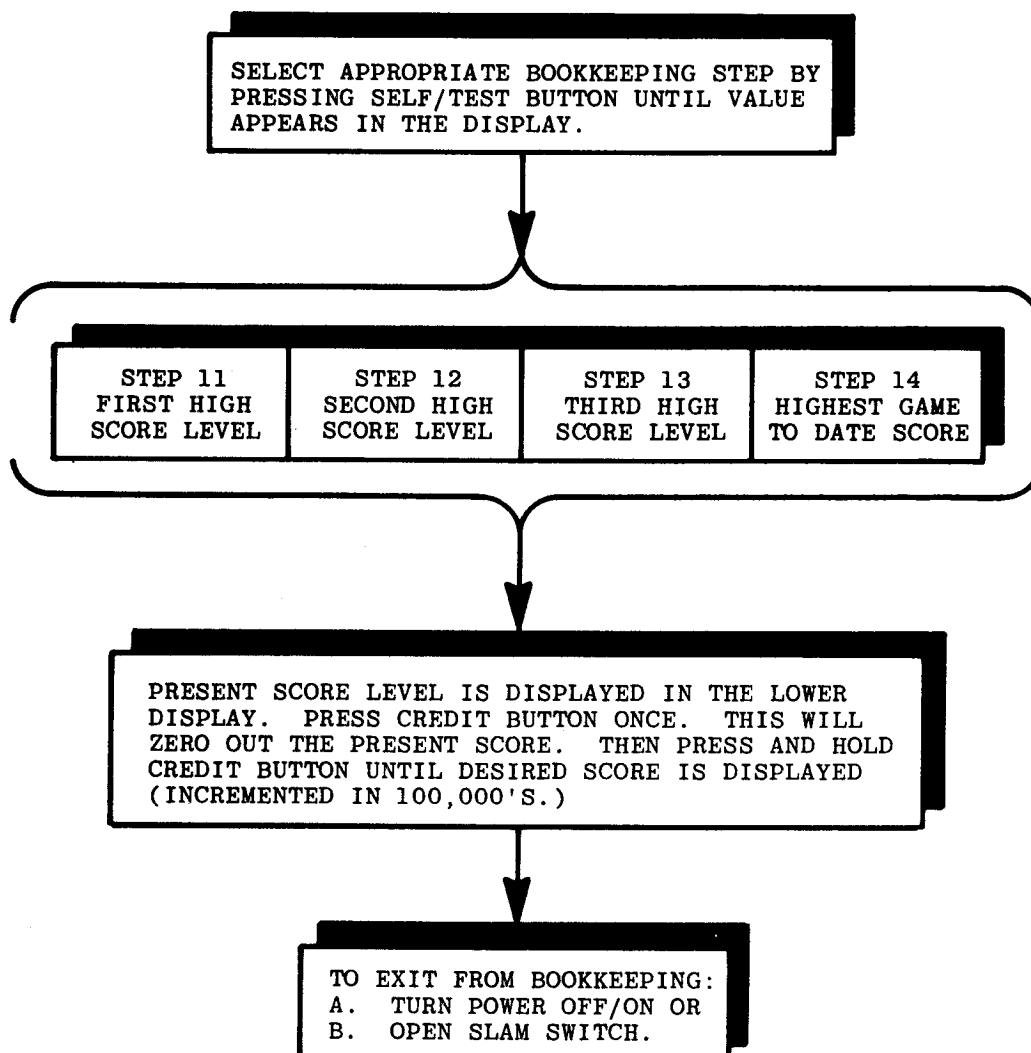 SELECT APPROPRIATE BOOKKEEPING STEP BY
PRESSING SELF/TEST BUTTON UNTIL VALUE
APPEARS IN THE DISPLAY.
STEP 11
FIRST HIGH
SCORE LEVEL
STEP 12
SECOND HIGH
SCORE LEVEL
STEP 13
THIRD HIGH
SCORE LEVEL
STEP 14
HIGHEST GAME
TO DATE SCORE
PRESENT SCORE LEVEL IS DISPLAYED IN THE LOWER
DISPLAY. PRESS CREDIT BUTTON ONCE. THIS WILL
ZERO OUT THE PRESENT SCORE. THEN PRESS AND HOLD
CREDIT BUTTON UNTIL DESIRED SCORE IS DISPLAYED
(INCREMENTED IN 100,000'S.)
TO EXIT FROM BOOKKEEPING:
A. TURN POWER OFF/ON OR
B. OPEN SLAM SWITCH.